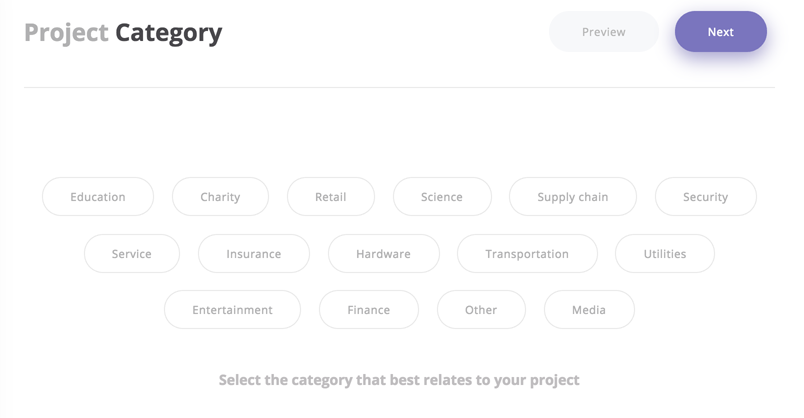 Project Category
Preview
Next
Education
Charity
Retail
Science
Supply chain
Security
Service
Insurance
Hardware
Transportation
Utilities
Entertainment
Finance
Other
Media
Select the category that best relates to your project